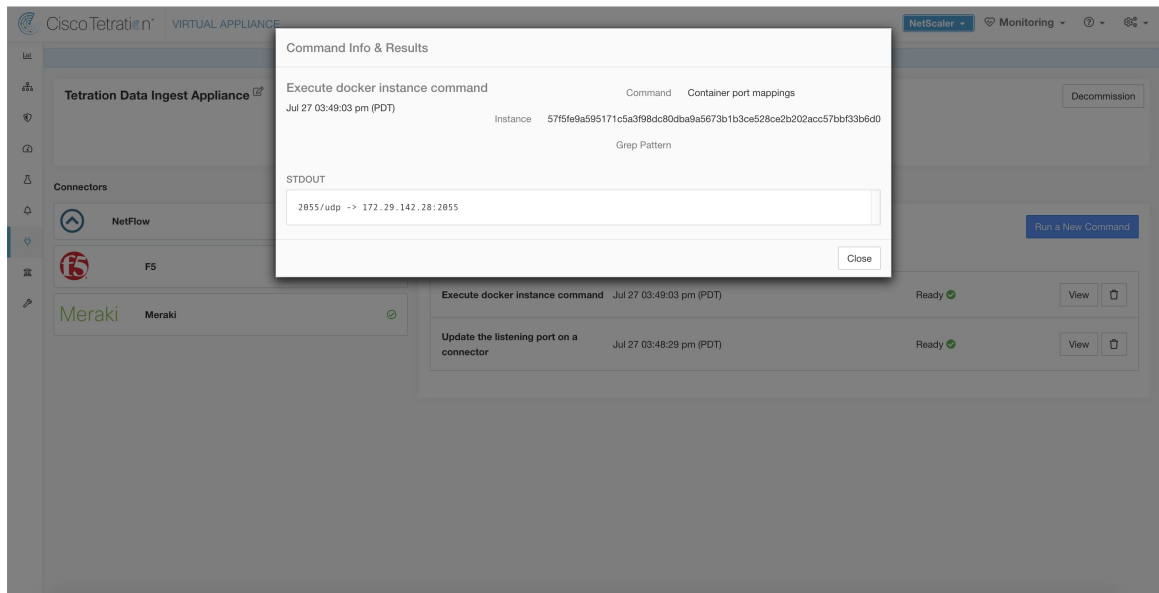 Cisco Tetration™ VIRTUAL APPLIANCE
NetScaler
Monitoring
Command Info & Results
Execute docker instance command
Jul 27 03:49:03 pm (PDT)
Command Container port mappings
Instance 57f5fe9a595171c5a3f98dc80dba9a5673b1b3ce528ce2b202acc57bbf33b6d0
Grep Pattern
STDOUT
2055/udp -> 172.29.142.28:2055
Close
Tetration Data Ingest Appliance
Decommission
Connectors
NetFlow
f5 F5
Meraki Meraki
Run a New Command
Execute docker instance command Jul 27 03:49:03 pm (PDT) Ready View
Update the listening port on a
connector
Jul 27 03:48:29 pm (PDT) Ready View